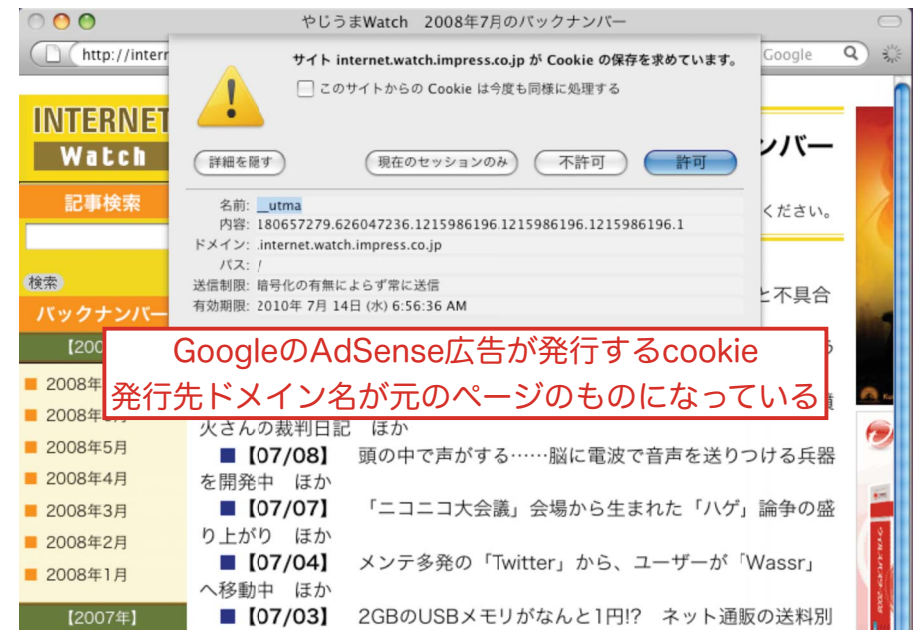 やじうまWatch 2008年7月のバックナンバー
http://interr
Google
サイト internet.watch.impress.co.jp が Cookie の保存を求めています。
このサイトからの Cookie は今度も同様に処理する
詳細を隠す
現在のセッションのみ
不許可
許可
名前: __utma
内容: 180657279.626047236.1215986196.1215986196.1215986196.1
ドメイン: .internet.watch.impress.co.jp
パス: /
送信制限: 暗号化の有無によらず常に送信
有効期限: 2010年 7月 14日 (水) 6:56:36 AM
INTERNET
Watch
ンバー
記事検索
ください。
検索
と不具合
バックナンバー
【200
GoogleのAdSense広告が発行するcookie
発行先ドメイン名が元のページのものになっている
2008年
2008年
2008年5月
2008年4月
2008年3月
2008年2月
2008年1月
【2007年】
火さんの裁判日記 ほか
■【07/08】 頭の中で声がする……脳に電波で音声を送りつける兵器
を開発中 ほか
■【07/07】 「ニコニコ大会議」会場から生まれた「ハゲ」論争の盛
り上がり ほか
■【07/04】 メンテ多発の「Twitter」から、ユーザーが「Wassr」
へ移動中 ほか
■【07/03】 2GBのUSBメモリがなんと1円!? ネット通販の送料別